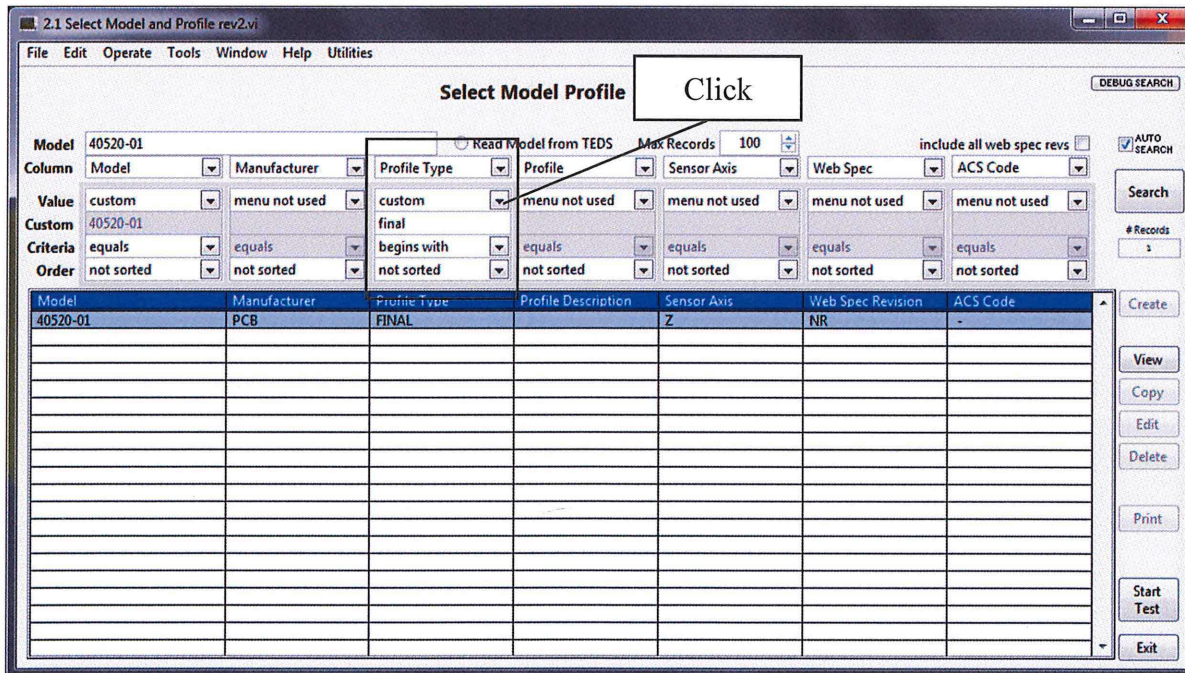 2.1 Select Model and Profile rev2.vi
File Edit Operate Tools Window Help Utilities
Select Model Profile
Click
DEBUG SEARCH
Model 40520-01 Read Model from TEDS Max Records 100 include all web spec revs AUTO SEARCH
Column Model Manufacturer Profile Type Profile Sensor Axis Web Spec ACS Code
Value custom menu not used custom menu not used menu not used menu not used menu not used Search
Custom 40520-01 final
# Records
Criteria equals equals begins with equals equals equals equals 1
Order not sorted not sorted not sorted not sorted not sorted not sorted not sorted
Model Manufacturer Profile Type Profile Description Sensor Axis Web Spec Revision ACS Code
40520-01 PCB FINAL Z NR -
Create
View
Copy
Edit
Delete
Print
Start
Test
Exit